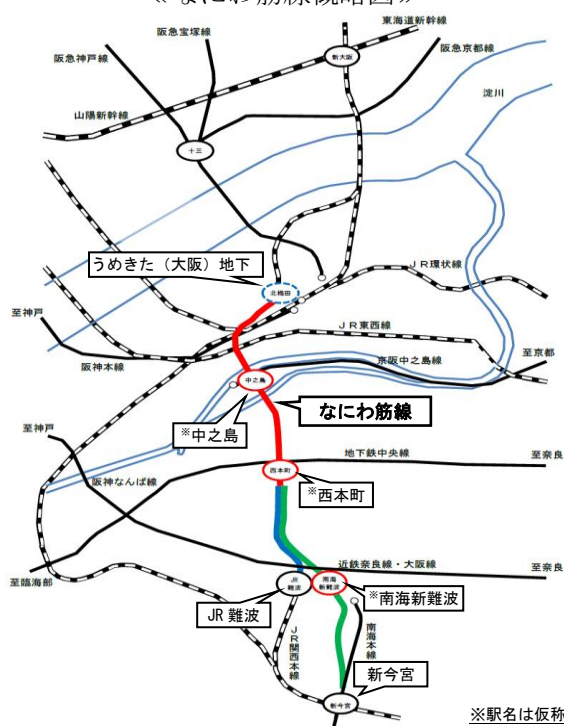 ≪なにわ筋線概略図≫
東海道新幹線
阪急宝塚線
阪急神戸線
阪急京都線
新大阪
淀川
山陽新幹線
十三
うめきた（大阪）地下
JR環状線
北梅田
至神戸
JR東西線
阪神本線
京阪中之島線
至京都
中之島
なにわ筋線
※中之島
至神戸
地下鉄中央線
至奈良
西本町
阪神なんば線
※西本町
近鉄奈良線・大阪線
至奈良
至臨海部
JR
難波
南海
新難波
※南海新難波
JR難波
JR関西本線
南海本線
新今宮
新今宮
※駅名は仮称